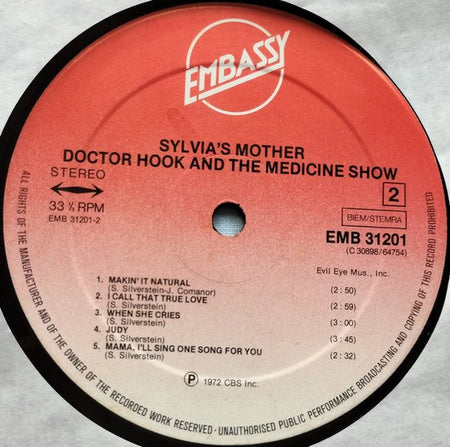 EMBASSY
SYLVIA'S MOTHER
DOCTOR HOOK AND THE MEDICINE SHOW
STEREO
2
33 ⅓ RPM
EMB 31201-2
BIEM/STEMRA
EMB 31201
(C 30898/64754)
Evil Eye Mus., Inc.
1. MAKIN' IT NATURAL (2:50)
(S. Silverstein-J. Comanor)
2. I CALL THAT TRUE LOVE (2:59)
(S. Silverstein)
3. WHEN SHE CRIES (3:00)
(S. Silverstein)
4. JUDY (3:45)
(S. Silverstein)
5. MAMA, I'LL SING ONE SONG FOR YOU (2:32)
(S. Silverstein)
℗ 1972 CBS Inc.
ALL RIGHTS OF THE MANUFACTURER AND OF THE OWNER OF THE RECORDED WORK RESERVED · UNAUTHORISED PUBLIC PERFORMANCE BROADCASTING AND COPYING OF THIS RECORD PROHIBITED